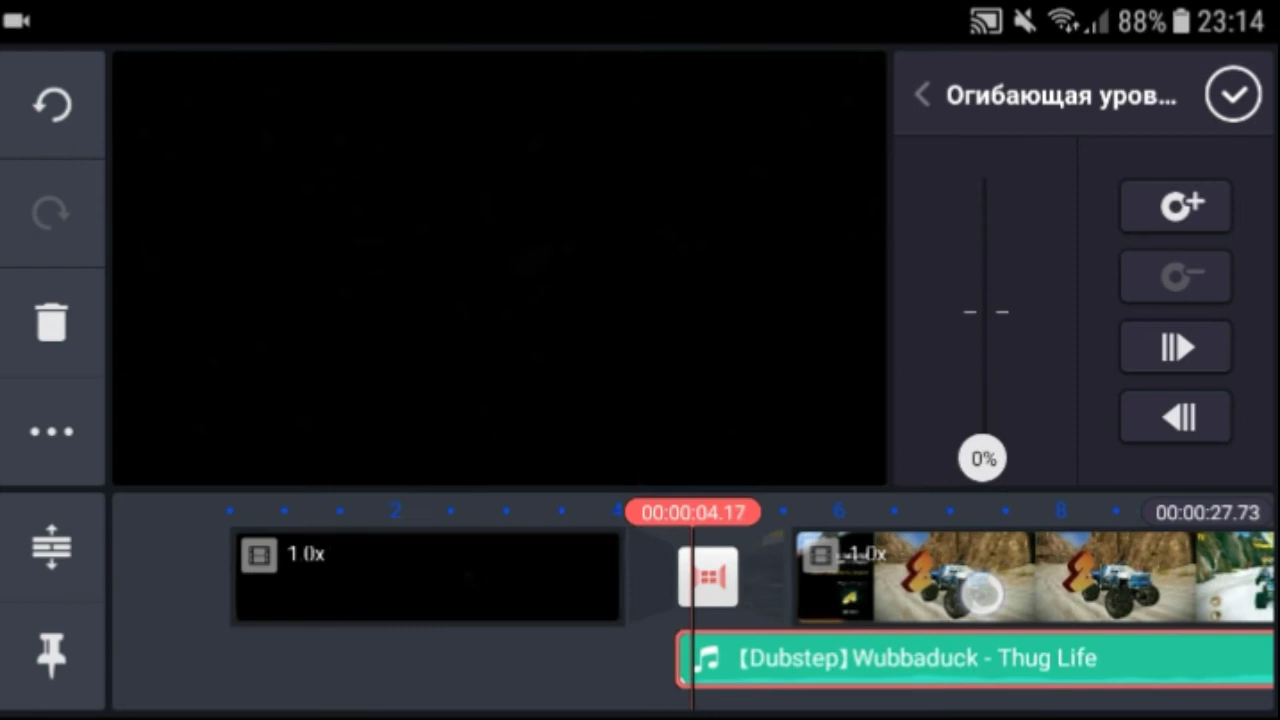 88% 23:14
Огибающая уров...
0%
2 4 00:00:04.17 6 8 00:00:27.73
1.0x 1.0x
【Dubstep】Wubbaduck - Thug Life